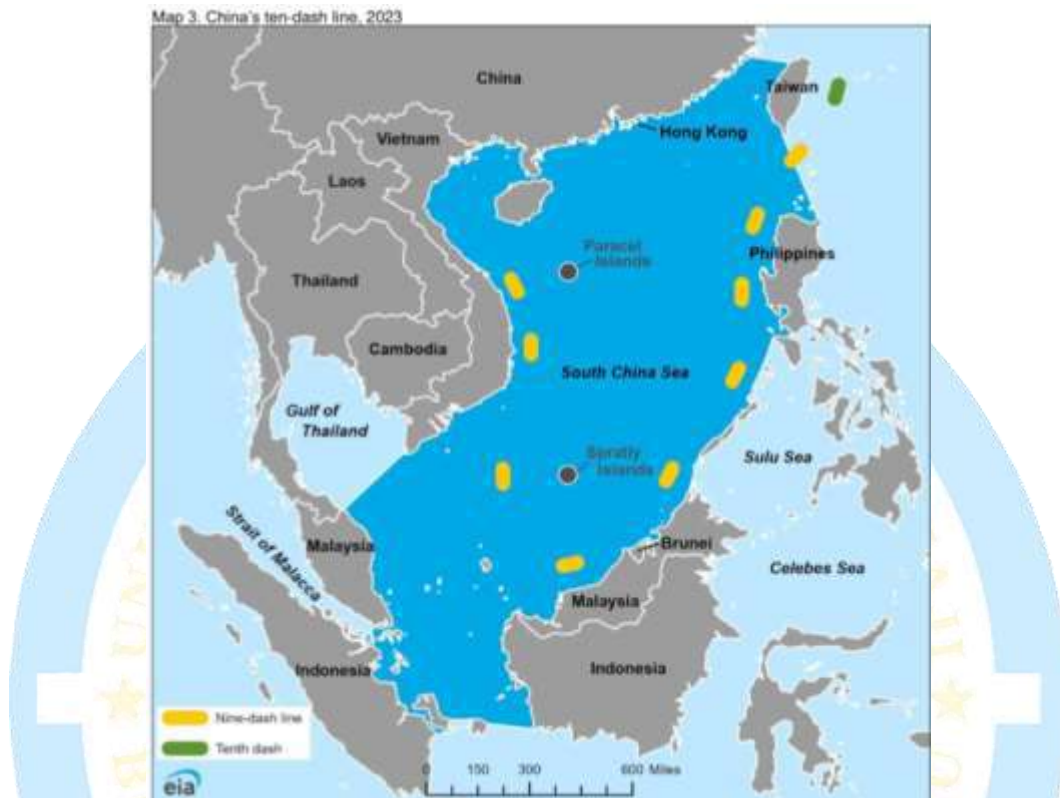 Map 3. China's ten-dash line, 2023
China
Taiwan
Hong Kong
Vietnam
Laos
Paracel
Islands
Philippines
Thailand
Cambodia
South China Sea
Gulf of
Thailand
Spratly
Islands
Sulu Sea
Strait of Malacca
Malaysia
Brunei
Celebes Sea
Malaysia
Indonesia
Indonesia
Nine-dash line
Tenth dash
eia
0 150 300 600 Miles